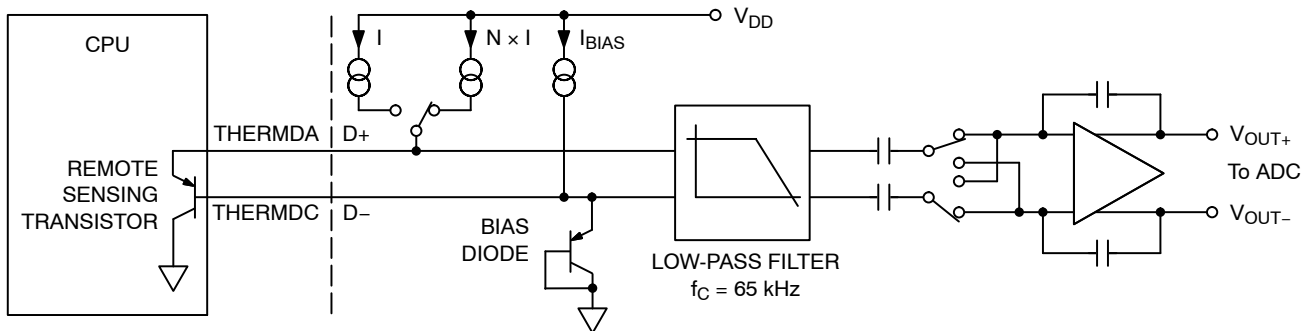 CPU
I
N × I
I_BIAS
V_DD
THERMDA
D+
REMOTE
SENSING
TRANSISTOR
THERMDC
D−
BIAS
DIODE
LOW-PASS FILTER
f_C = 65 kHz
V_OUT+
To ADC
V_OUT−